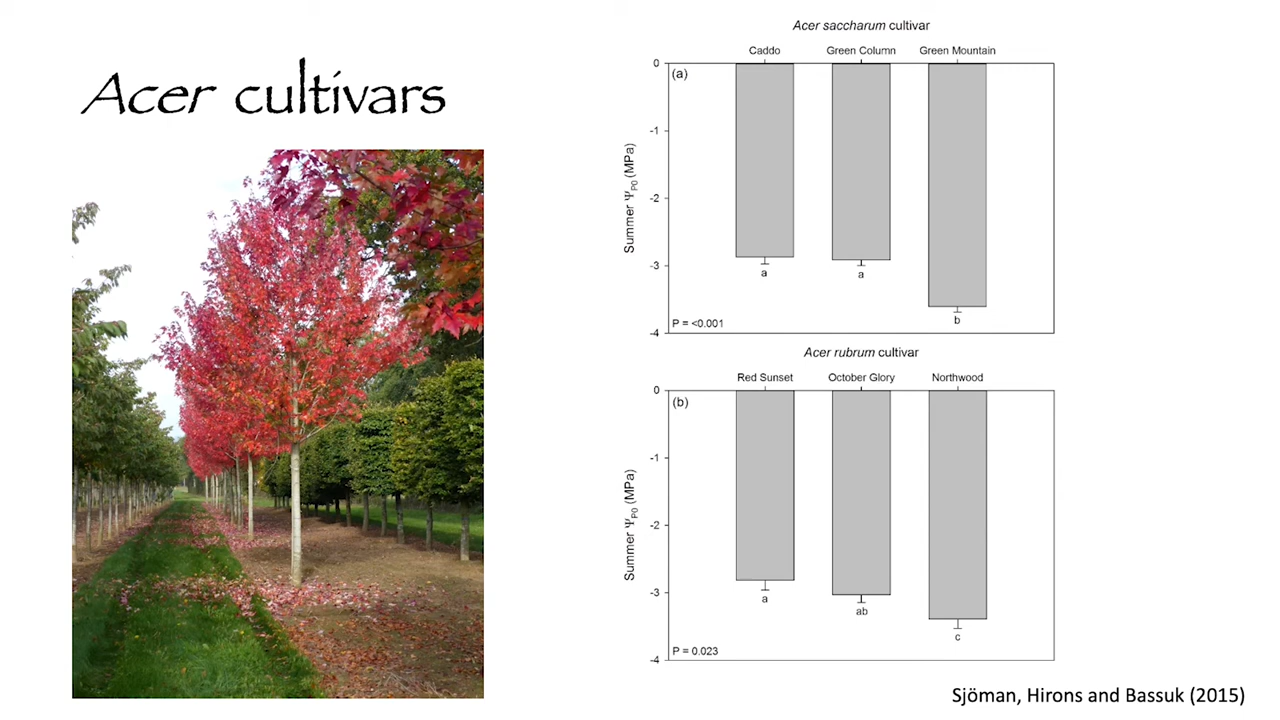 Acer cultivars
Acer saccharum cultivar
Caddo Green Column Green Mountain
(a)
0
-1
-2
-3
-4
Summer ΨP0 (MPa)
a a b
P = <0.001
Acer rubrum cultivar
Red Sunset October Glory Northwood
(b)
0
-1
-2
-3
-4
Summer ΨP0 (MPa)
a ab c
P = 0.023
Sjöman, Hirons and Bassuk (2015)